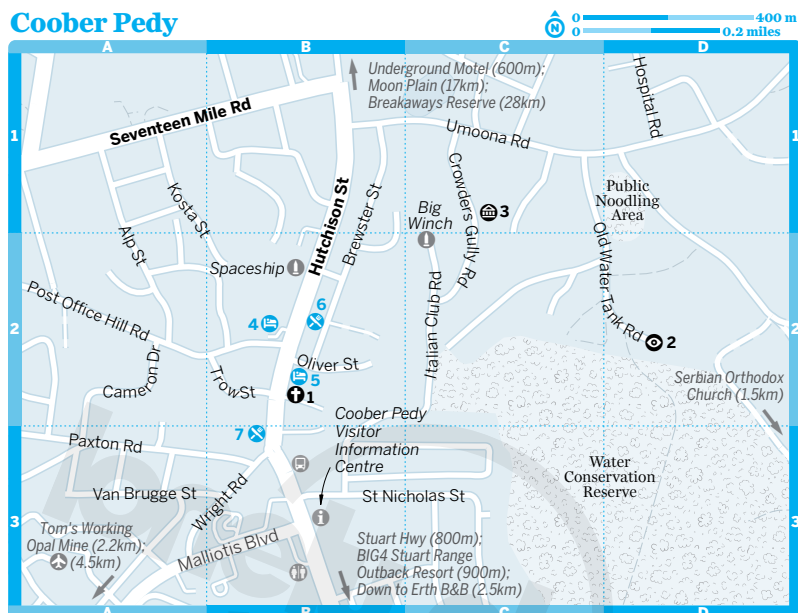 Coober Pedy
N
0 400 m
0 0.2 miles
A B C D
Underground Motel (600m);
Moon Plain (17km);
Breakaways Reserve (28km)
Hospital Rd
Seventeen Mile Rd
1 1
Umoona Rd
Kosta St
Hutchison St
Brewster St
Crowders Gully Rd
3
Public
Noodling
Area
Big
Winch
Alp St
Spaceship
Old Water Tank Rd
Post Office Hill Rd
4
6
Italian Club Rd
2 2
2
Oliver St
5
Cameron Dr
TrowSt
1
Serbian Orthodox
Church (1.5km)
Coober Pedy
Visitor
Information
Centre
7
Paxton Rd
Water
Conservation
Reserve
Van Brugge St
Wright Rd
St Nicholas St
3 3
i
Tom's Working
Opal Mine (2.2km);
(4.5km)
Malliotis Blvd
Stuart Hwy (800m);
BIG4 Stuart Range
Outback Resort (900m);
Down to Erth B&B (2.5km)
A B C D